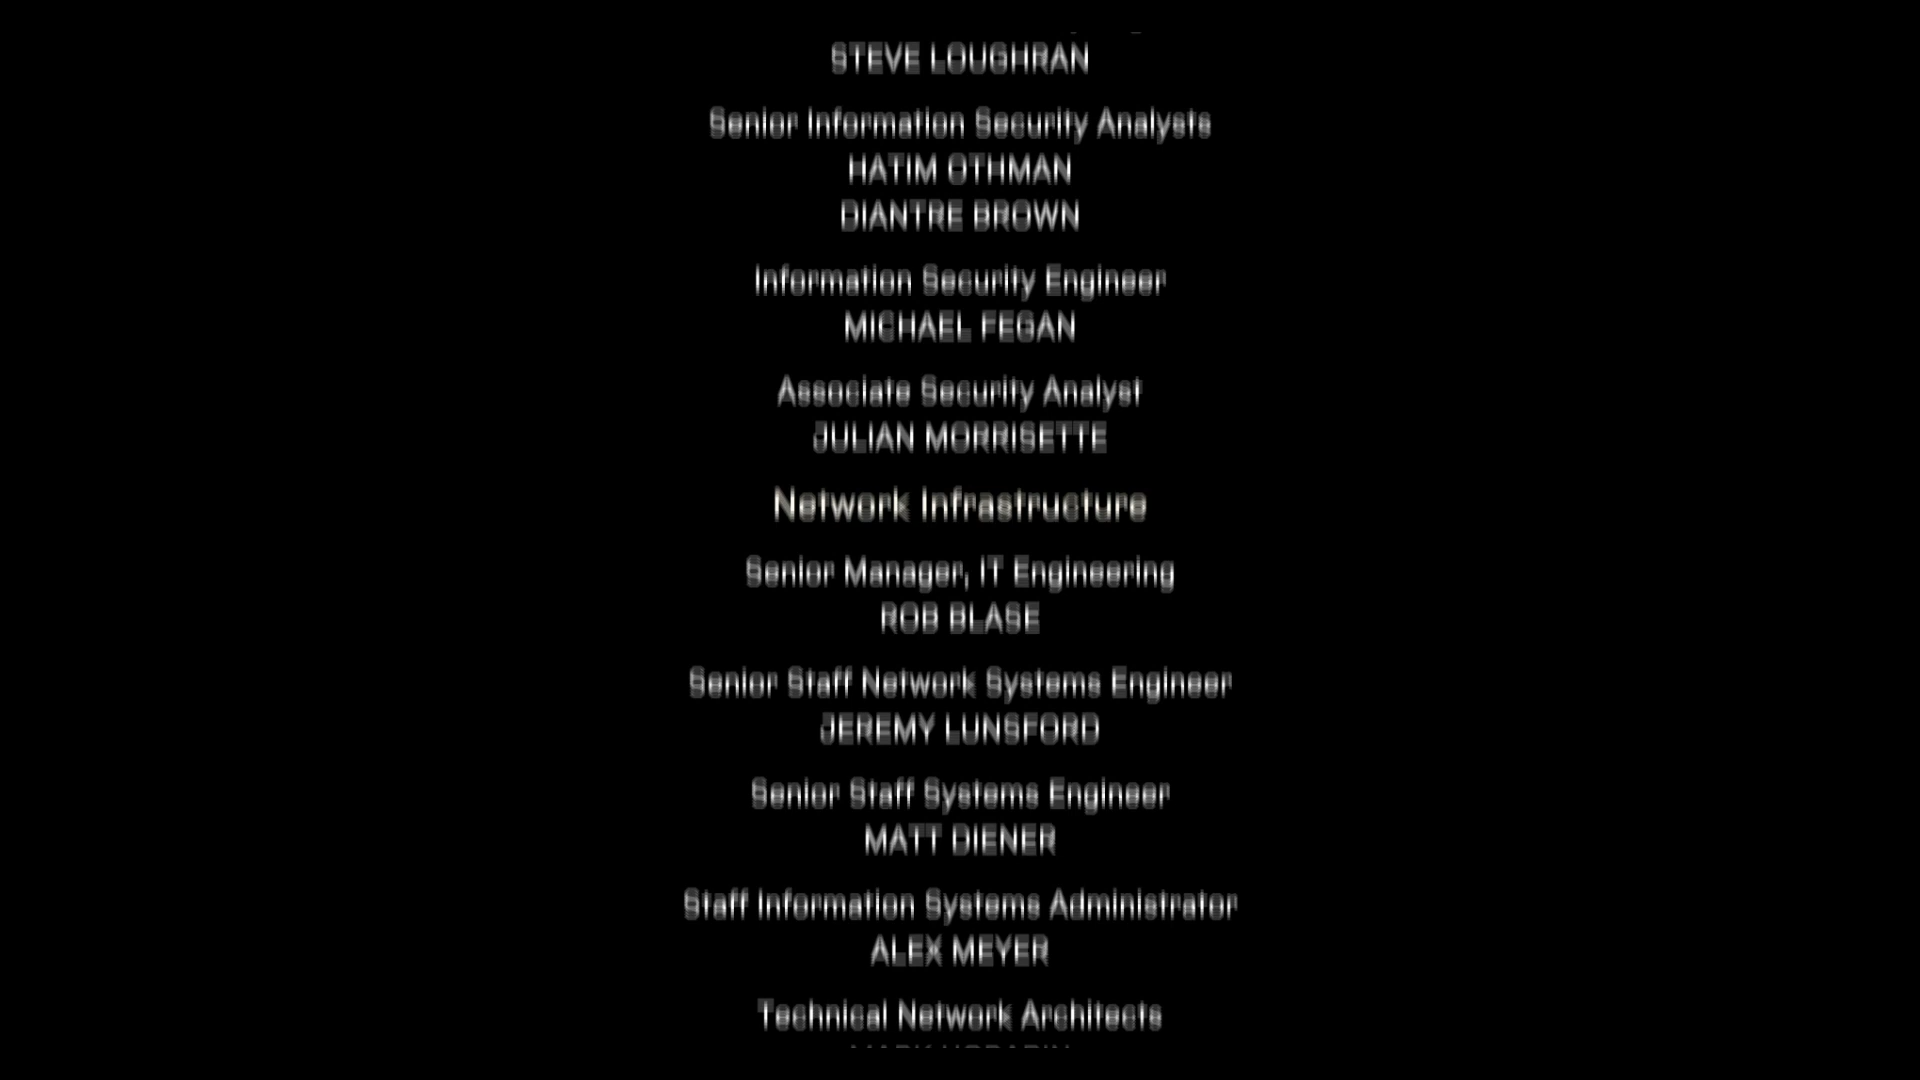 STEVE LOUGHRAN
Senior Information Security Analysts
HATIM OTHMAN
DIANTRE BROWN
Information Security Engineer
MICHAEL FEGAN
Associate Security Analyst
JULIAN MORRISETTE
Network Infrastructure
Senior Manager, IT Engineering
ROB BLASE
Senior Staff Network Systems Engineer
JEREMY LUNSFORD
Senior Staff Systems Engineer
MATT DIENER
Staff Information Systems Administrator
ALEX MEYER
Technical Network Architects
MARK